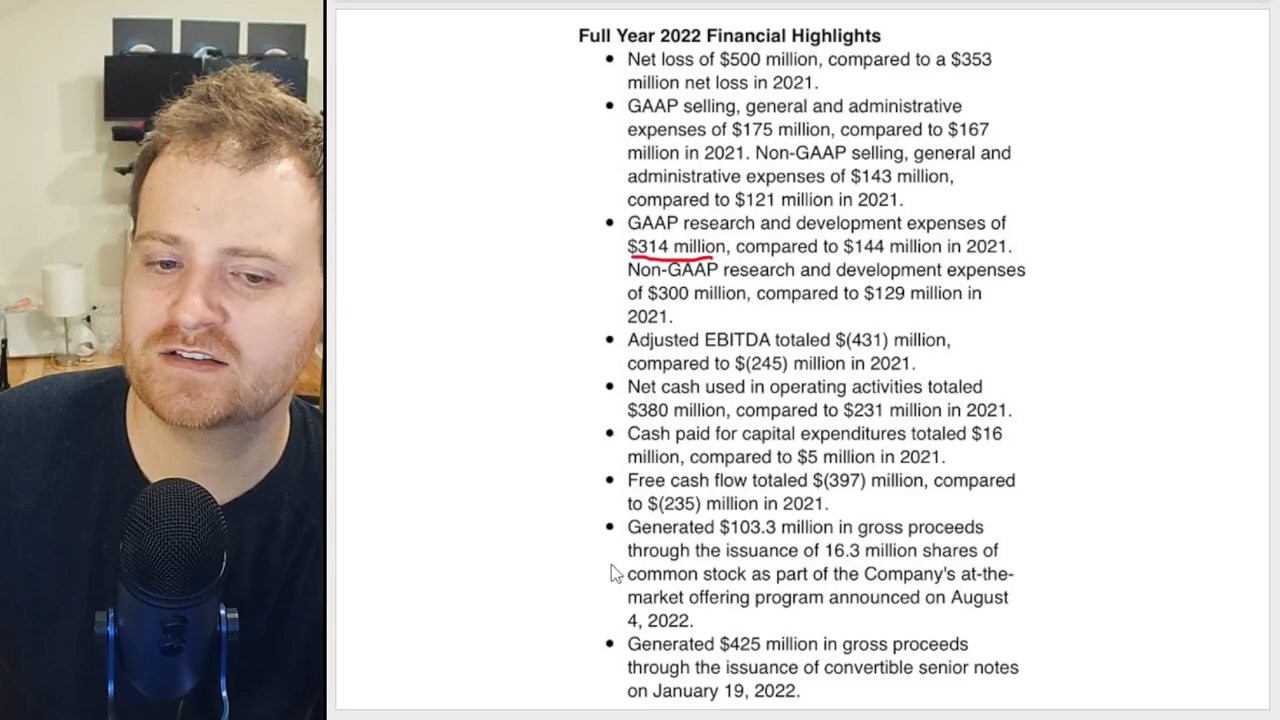 Full Year 2022 Financial Highlights
• Net loss of $500 million, compared to a $353
million net loss in 2021.
• GAAP selling, general and administrative
expenses of $175 million, compared to $167
million in 2021. Non-GAAP selling, general and
administrative expenses of $143 million,
compared to $121 million in 2021.
• GAAP research and development expenses of
$314 million, compared to $144 million in 2021.
Non-GAAP research and development expenses
of $300 million, compared to $129 million in
2021.
• Adjusted EBITDA totaled $(431) million,
compared to $(245) million in 2021.
• Net cash used in operating activities totaled
$380 million, compared to $231 million in 2021.
• Cash paid for capital expenditures totaled $16
million, compared to $5 million in 2021.
• Free cash flow totaled $(397) million, compared
to $(235) million in 2021.
• Generated $103.3 million in gross proceeds
through the issuance of 16.3 million shares of
common stock as part of the Company's at-the-
market offering program announced on August
4, 2022.
• Generated $425 million in gross proceeds
through the issuance of convertible senior notes
on January 19, 2022.